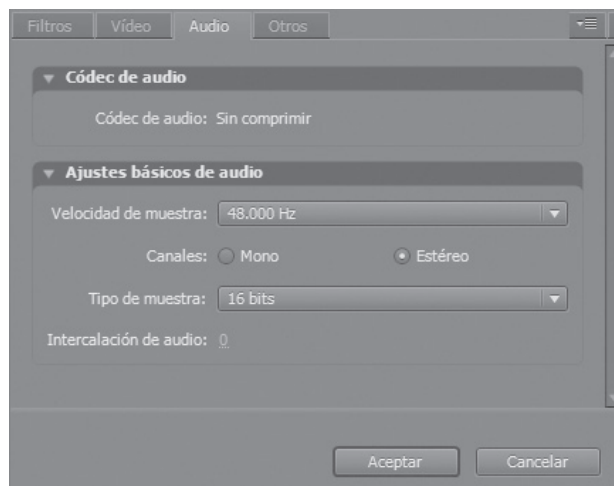 Filtros Vídeo Audio Otros
Códec de audio
Códec de audio: Sin comprimir
Ajustes básicos de audio
Velocidad de muestra: 48.000 Hz
Canales: Mono Estéreo
Tipo de muestra: 16 bits
Intercalación de audio: 0
Aceptar Cancelar